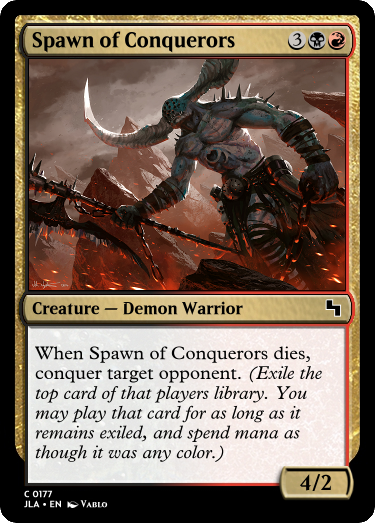 Spawn of Conquerors 3
Creature — Demon Warrior
When Spawn of Conquerors dies,
conquer target opponent. (Exile the
top card of that players library. You
may play that card for as long as it
remains exiled, and spend mana as
though it was any color.)
4/2
C 0177
JLA • EN Vablo